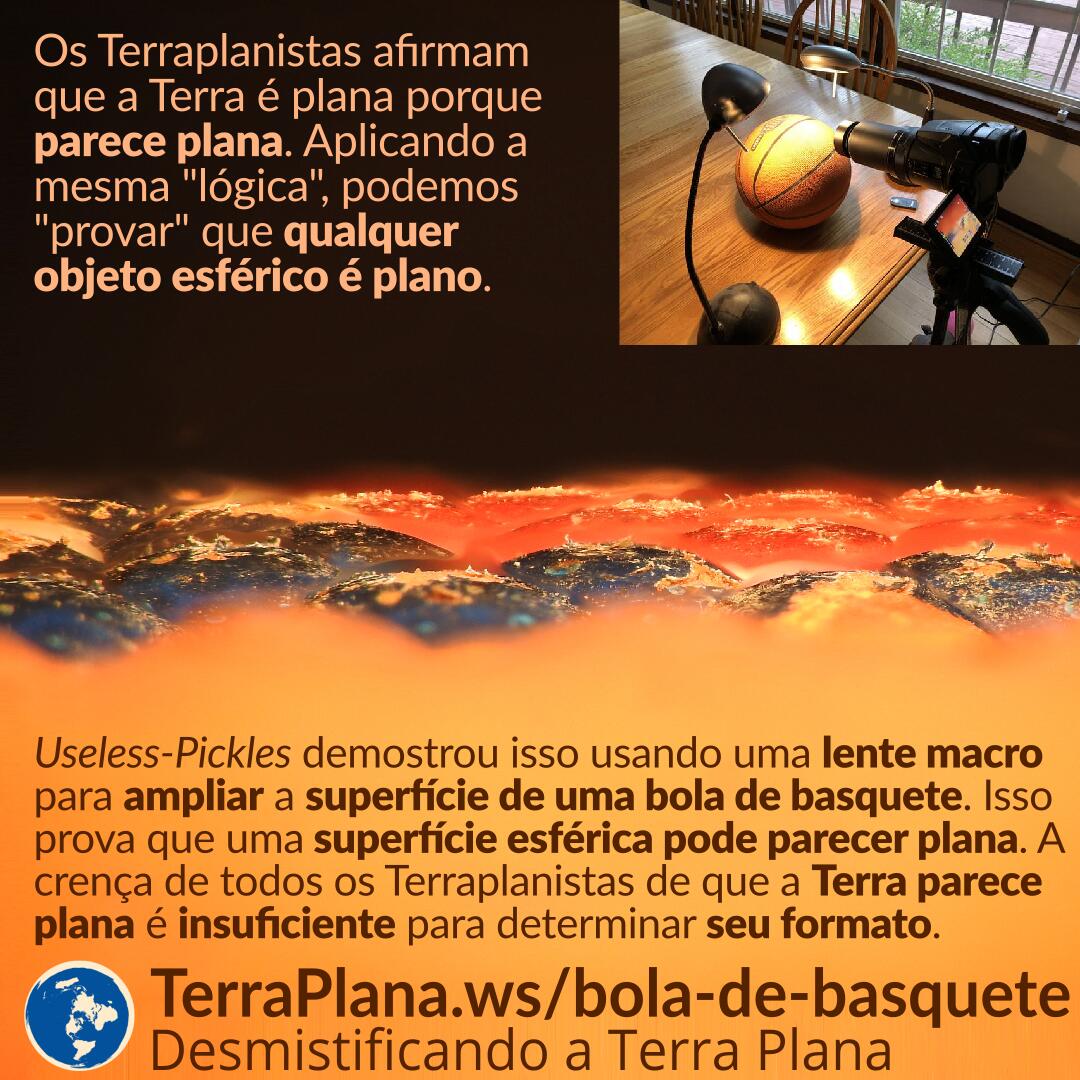 Os Terraplanistas afirmam
que a Terra é plana porque
parece plana. Aplicando a
mesma "lógica", podemos
"provar" que qualquer
objeto esférico é plano.
Useless-Pickles demostrou isso usando uma lente macro
para ampliar a superfície de uma bola de basquete. Isso
prova que uma superfície esférica pode parecer plana. A
crença de todos os Terraplanistas de que a Terra parece
plana é insuficiente para determinar seu formato.
TerraPlana.ws/bola-de-basquete
Desmistificando a Terra Plana